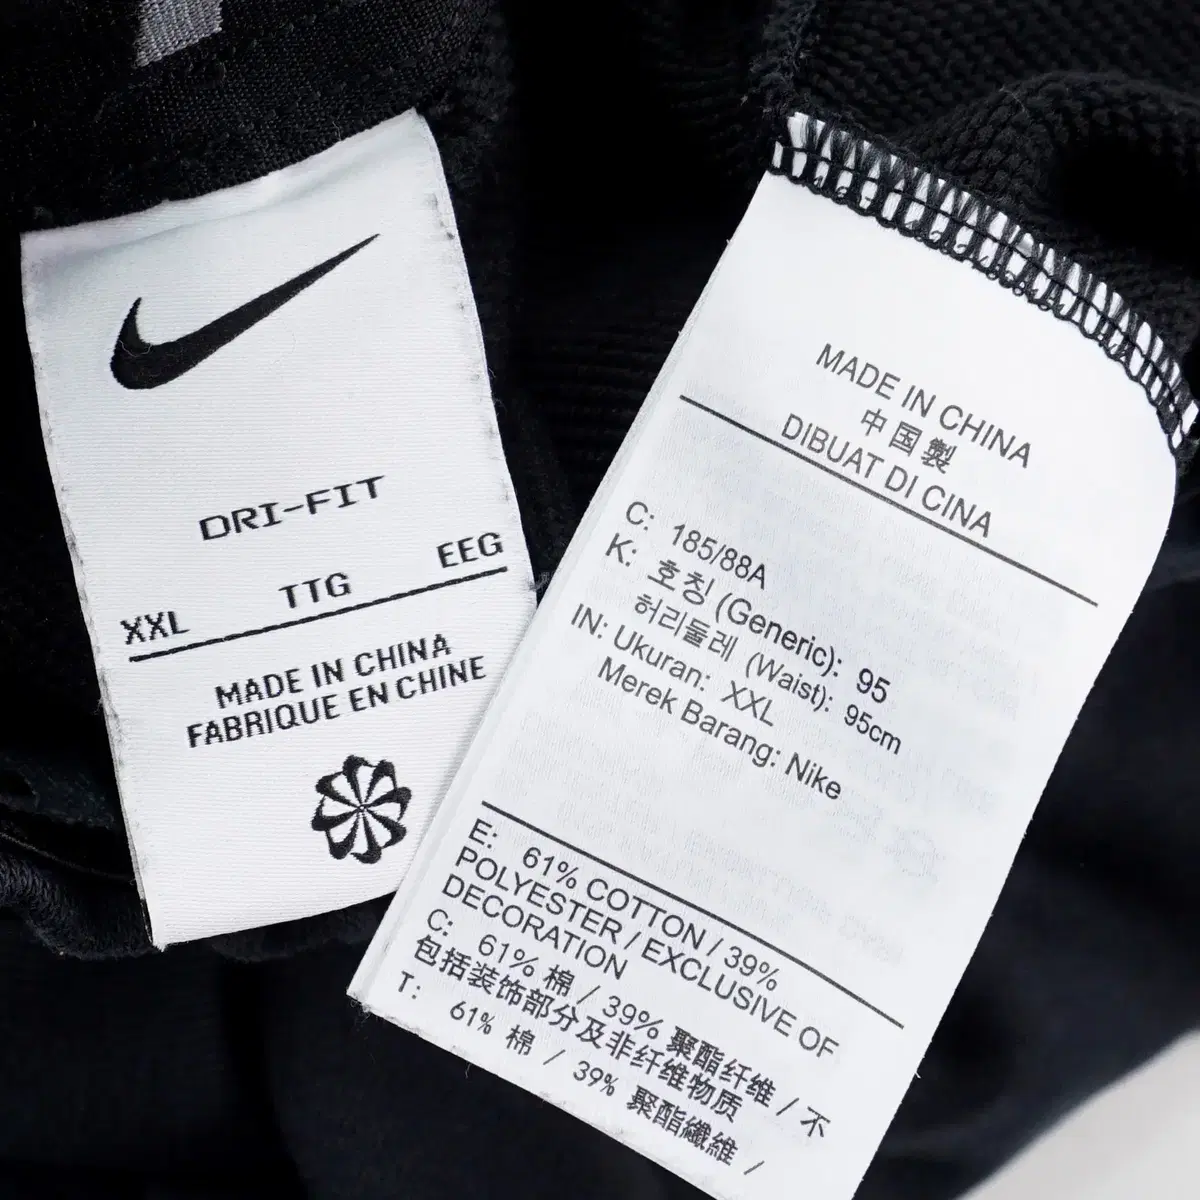 DRI-FIT
XXL TTG EEG
MADE IN CHINA
FABRIQUE EN CHINE
MADE IN CHINA
中国製
DIBUAT DI CINA
C: 185/88A
K: 호칭 (Generic): 95
허리둘레 (Waist): 95cm
IN: Ukuran: XXL
Merek Barang: Nike
E: 61% COTTON / 39%
POLYESTER / EXCLUSIVE OF
DECORATION
C: 61% 棉 / 39% 聚酯纤维 / 不
包括装饰部分及非纤维物质
T: 61% 棉 / 39% 聚酯纖維 /